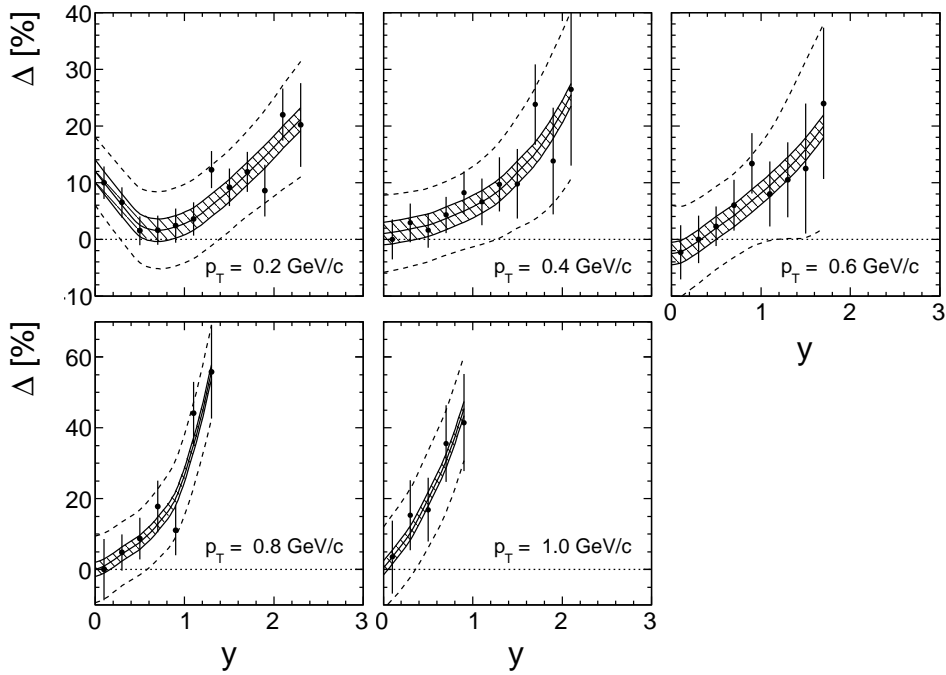 Δ [%]
40
30
20
10
0
10
p_T = 0.2 GeV/c
p_T = 0.4 GeV/c
p_T = 0.6 GeV/c
0 1 2 3
y
Δ [%]
60
40
20
0
p_T = 0.8 GeV/c
p_T = 1.0 GeV/c
0 1 2 3
0 1 2 3
y
y